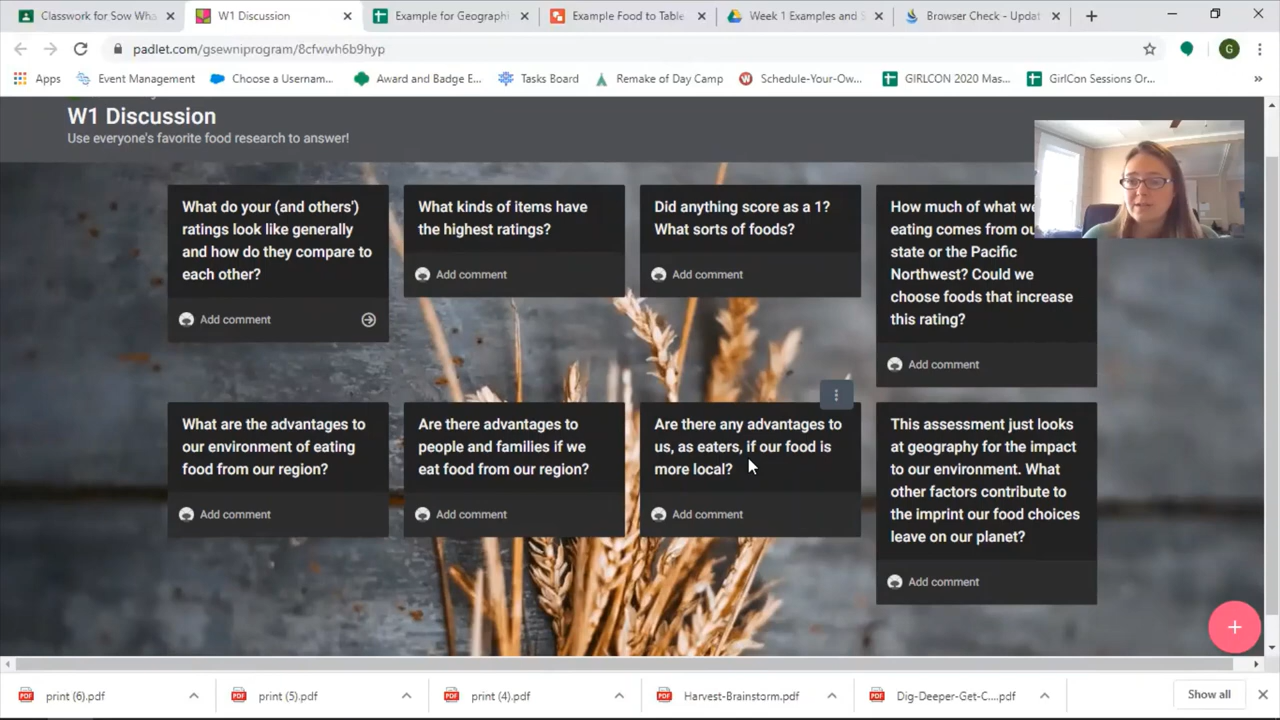 Classwork for Sow Wha
W1 Discussion
Example for Geographi
Example Food to Table
Week 1 Examples and S
Browser Check - Updat
padlet.com/gsewniprogram/8cfwwh6b9hyp
G
Apps
Event Management
Choose a Usernam...
Award and Badge E...
Tasks Board
Remake of Day Camp
Schedule-Your-Ow...
GIRLCON 2020 Mas...
GirlCon Sessions Or...
W1 Discussion
Use everyone's favorite food research to answer!
What do your (and others')
ratings look like generally
and how do they compare to
each other?
Add comment
What kinds of items have
the highest ratings?
Add comment
Did anything score as a 1?
What sorts of foods?
Add comment
How much of what we
eating comes from ou
state or the Pacific
Northwest? Could we
choose foods that increase
this rating?
Add comment
What are the advantages to
our environment of eating
food from our region?
Add comment
Are there advantages to
people and families if we
eat food from our region?
Add comment
Are there any advantages to
us, as eaters, if our food is
more local?
Add comment
This assessment just looks
at geography for the impact
to our environment. What
other factors contribute to
the imprint our food choices
leave on our planet?
Add comment
print (6).pdf
print (5).pdf
print (4).pdf
Harvest-Brainstorm.pdf
Dig-Deeper-Get-C....pdf
Show all